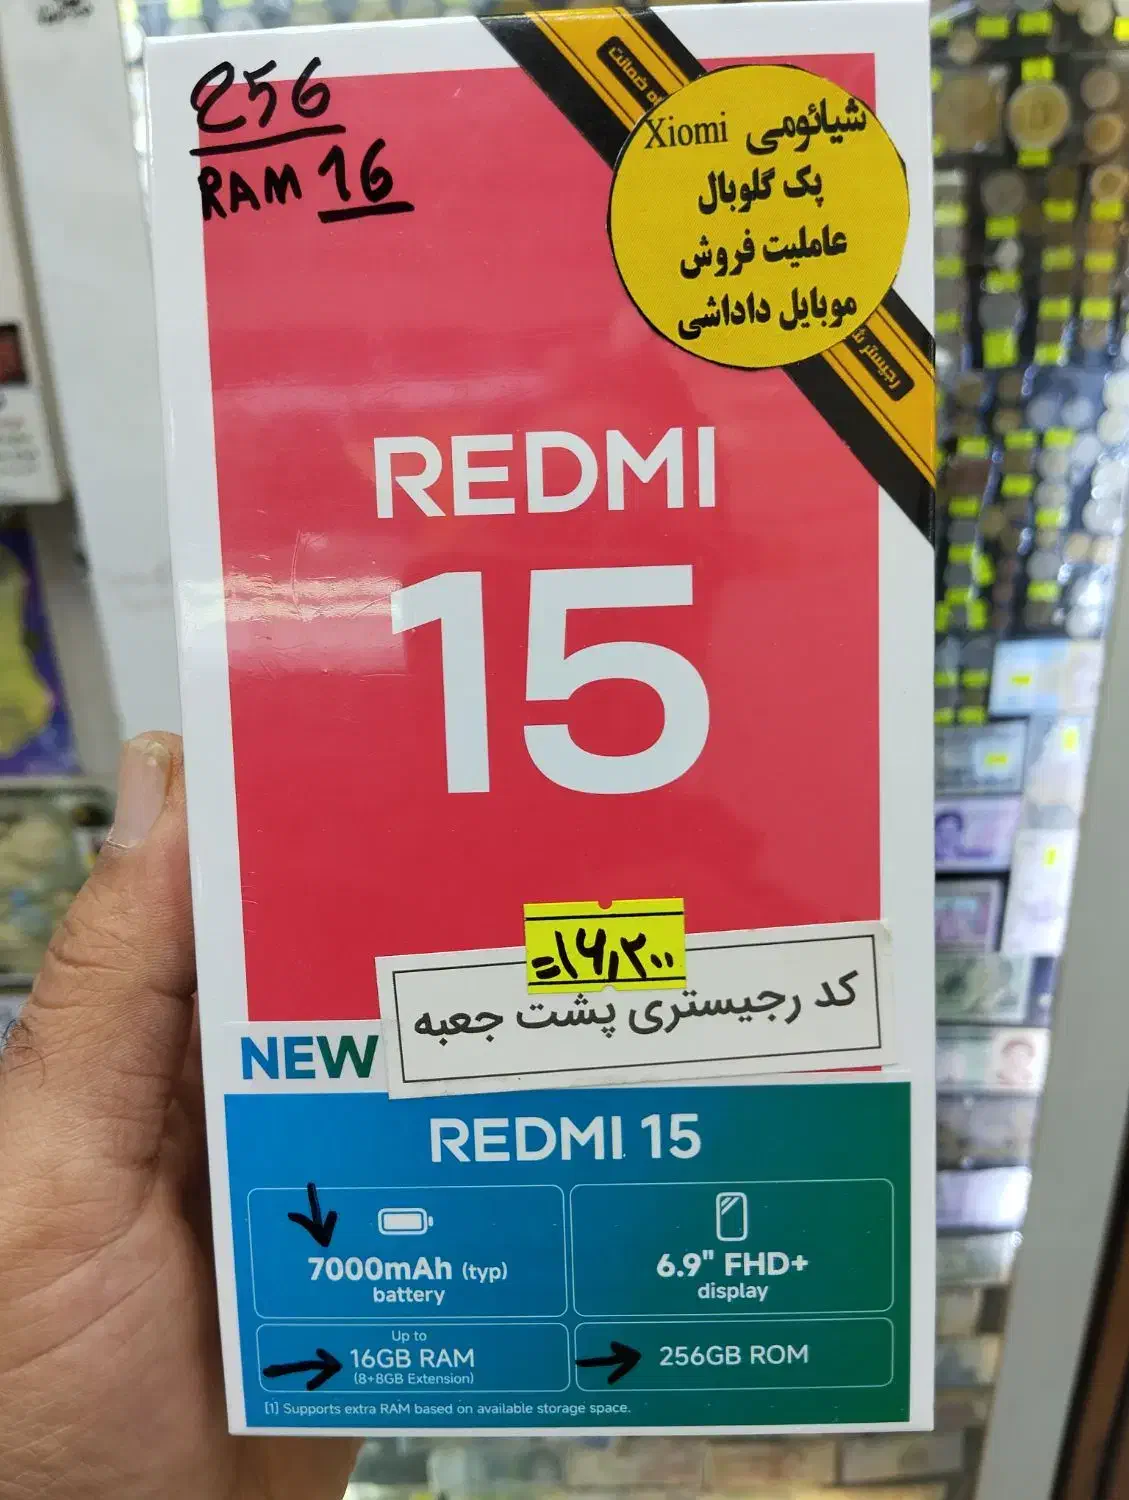 256
RAM 16
ه ضمانت
شیائومی Xiomi
پک گلوبال
عاملیت فروش
موبایل داداشی
رجیستر ش
REDMI
15
=۱۶,۲۰۰
کد رجیستری پشت جعبه
NEW
REDMI 15
7000mAh (typ)
battery
6.9" FHD+
display
Up to
16GB RAM
(8+8GB Extension)
256GB ROM
[1] Supports extra RAM based on available storage space.